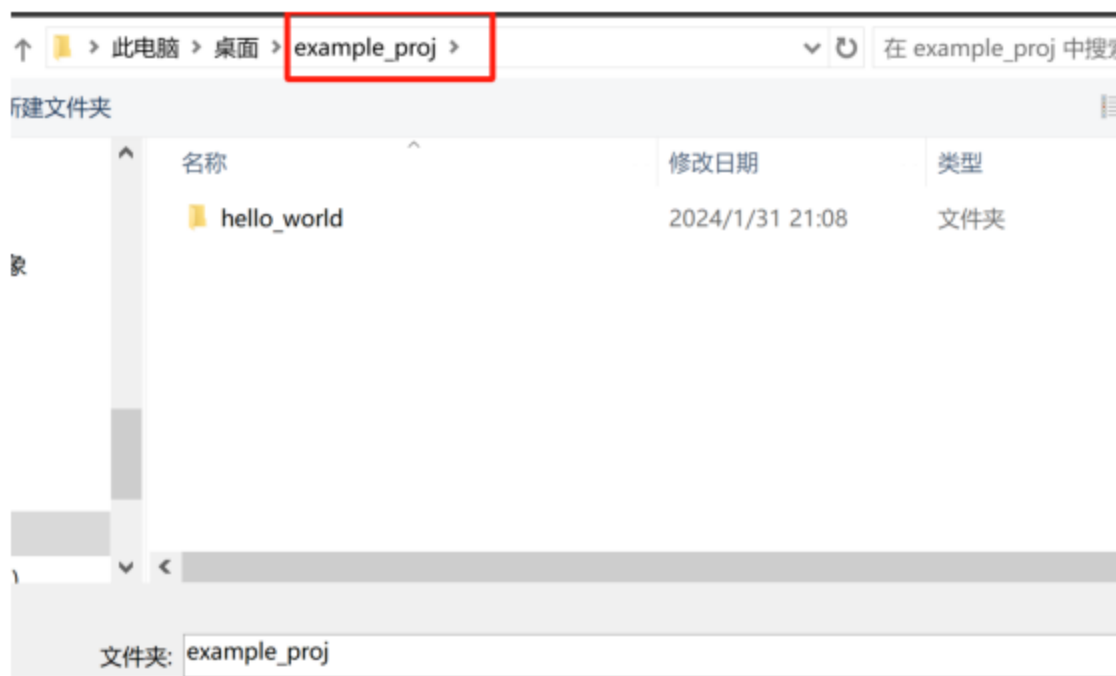 此电脑 > 桌面 > example_proj >
在 example_proj 中搜
新建文件夹
名称 修改日期 类型
hello_world 2024/1/31 21:08 文件夹
象
文件夹: example_proj